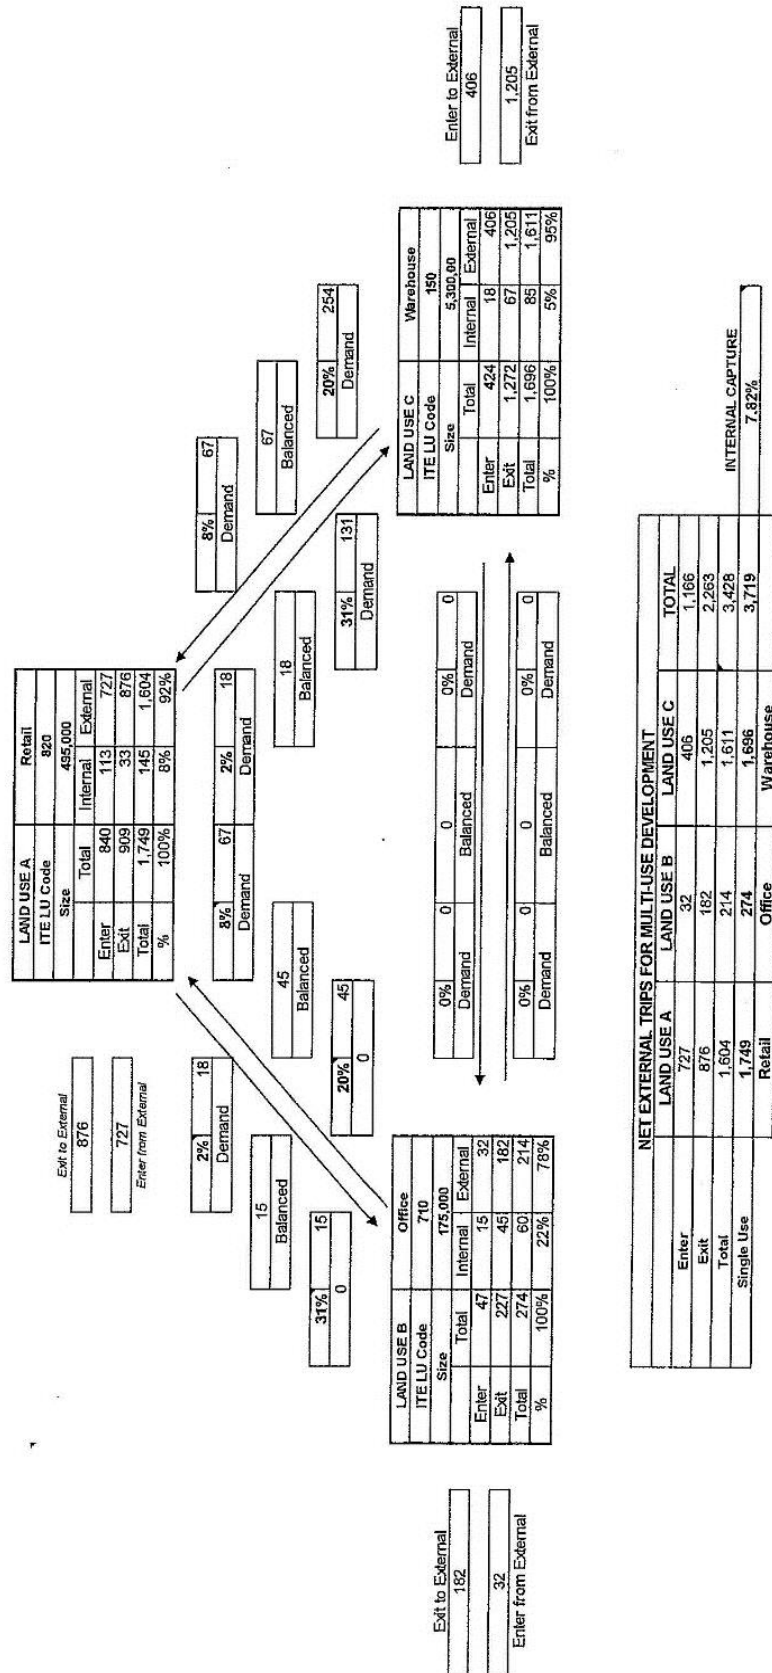 Exit to External
876
727
Enter from External
LAND USE A Retail
ITE LU Code 820
Size 495,000
Total Internal External
Enter 840 113 727
Exit 909 33 876
Total 1,749 145 1,604
% 100% 8% 92%
2% 18
Demand
8% 67
Demand
2% 18
Demand
8% 67
Demand
15
Balanced
45
Balanced
18
Balanced
67
Balanced
31% 15
0
20% 45
0
31% 131
Demand
20% 254
Demand
Exit to External
182
32
Enter from External
LAND USE B Office
ITE LU Code 710
Size 175,000
Total Internal External
Enter 47 15 32
Exit 227 45 182
Total 274 60 214
% 100% 22% 78%
0% 0
Demand
0
Balanced
0% 0
Demand
0% 0
Demand
0
Balanced
0% 0
Demand
LAND USE C Warehouse
ITE LU Code 150
Size 5,300,00
Total Internal External
Enter 424 18 406
Exit 1,272 67 1,205
Total 1,696 85 1,611
% 100% 5% 95%
Enter to External
406
1,205
Exit from External
NET EXTERNAL TRIPS FOR MULTI-USE DEVELOPMENT
LAND USE A LAND USE B LAND USE C TOTAL
Enter 727 32 406 1,166
Exit 876 182 1,205 2,263
Total 1,604 214 1,611 3,428 INTERNAL CAPTURE
Single Use 1,749 274 1,696 3,719 7.82%
Retail Office Warehouse